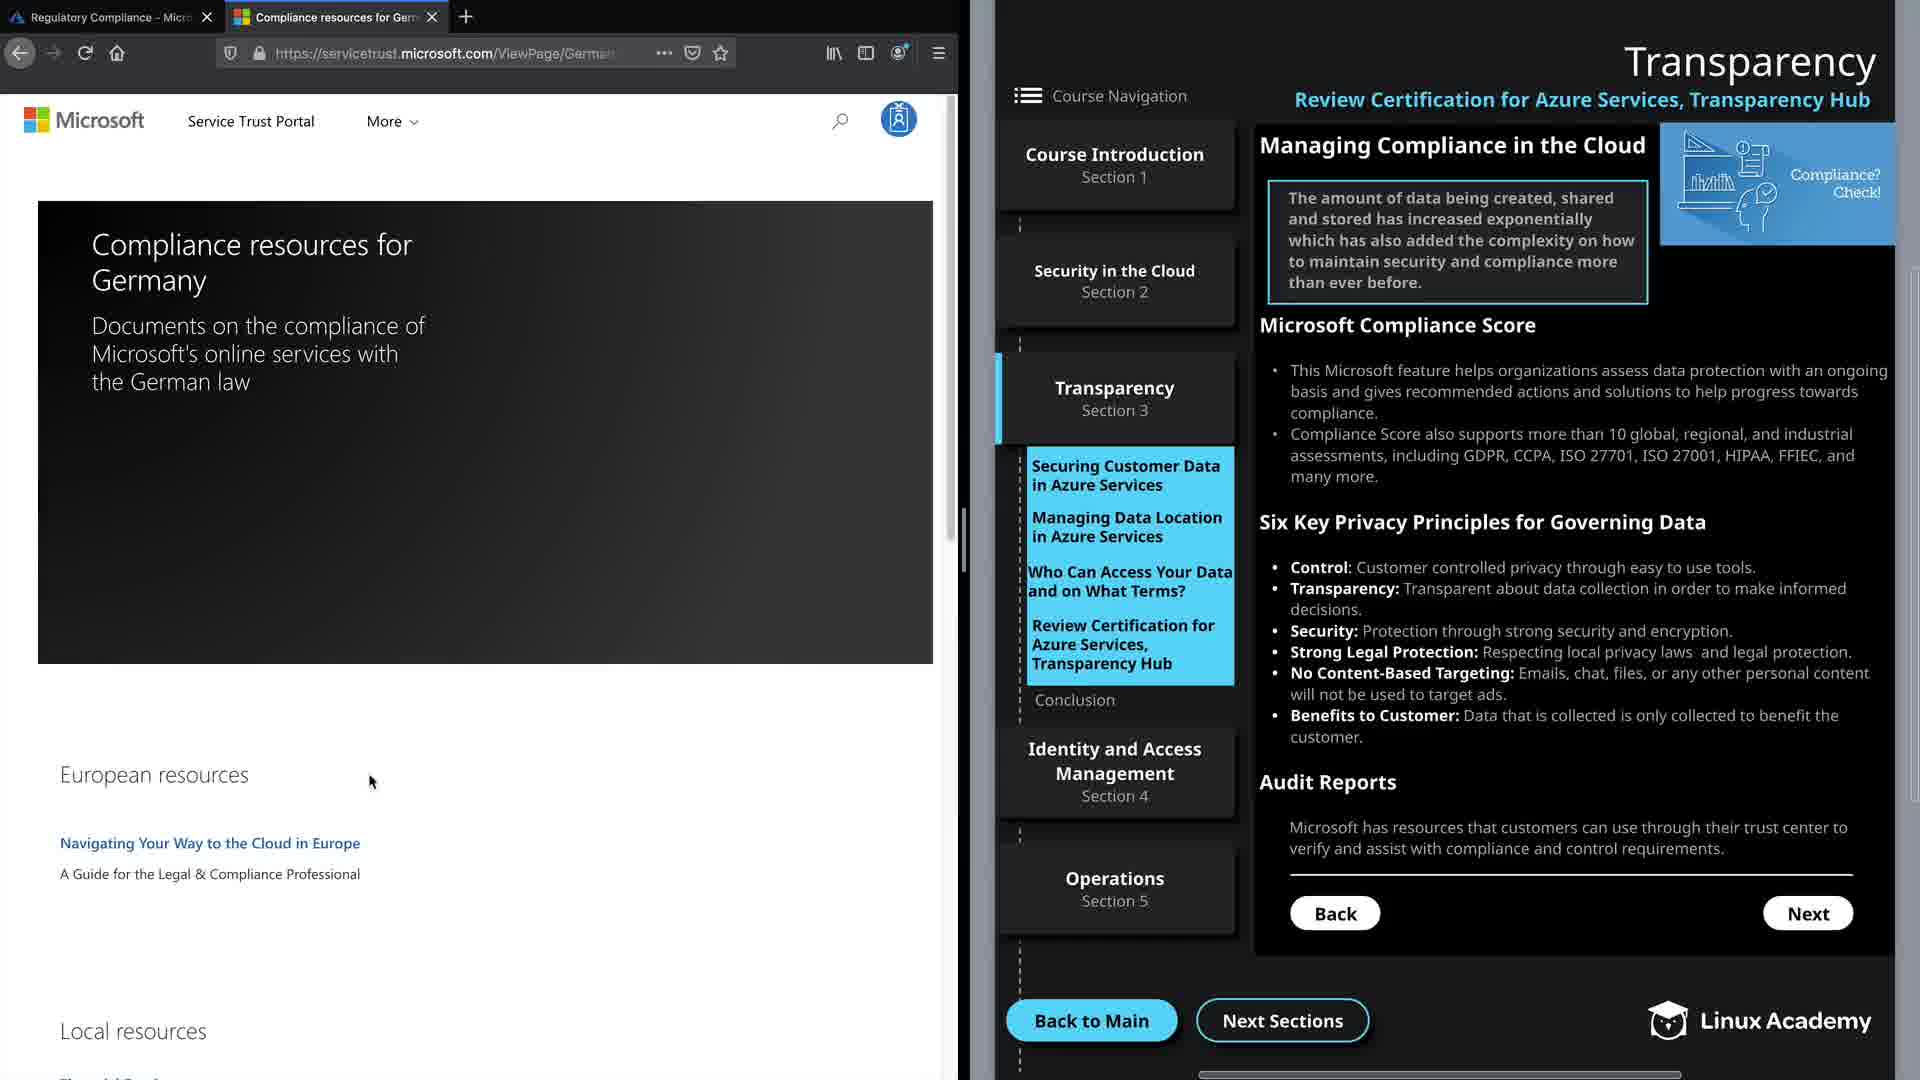 Regulatory Compliance - Micro
Compliance resources for Germ
https://servicetrust.microsoft.com/ViewPage/German
Microsoft
Service Trust Portal
More
Compliance resources for
Germany
Documents on the compliance of
Microsoft's online services with
the German law
European resources
Navigating Your Way to the Cloud in Europe
A Guide for the Legal & Compliance Professional
Local resources
Transparency
Review Certification for Azure Services, Transparency Hub
Course Navigation
Course Introduction
Section 1
Security in the Cloud
Section 2
Transparency
Section 3
Securing Customer Data
in Azure Services
Managing Data Location
in Azure Services
Who Can Access Your Data
and on What Terms?
Review Certification for
Azure Services,
Transparency Hub
Conclusion
Identity and Access
Management
Section 4
Operations
Section 5
Managing Compliance in the Cloud
Compliance?
Check!
The amount of data being created, shared
and stored has increased exponentially
which has also added the complexity on how
to maintain security and compliance more
than ever before.
Microsoft Compliance Score
• This Microsoft feature helps organizations assess data protection with an ongoing
basis and gives recommended actions and solutions to help progress towards
compliance.
• Compliance Score also supports more than 10 global, regional, and industrial
assessments, including GDPR, CCPA, ISO 27701, ISO 27001, HIPAA, FFIEC, and
many more.
Six Key Privacy Principles for Governing Data
• Control: Customer controlled privacy through easy to use tools.
• Transparency: Transparent about data collection in order to make informed
decisions.
• Security: Protection through strong security and encryption.
• Strong Legal Protection: Respecting local privacy laws and legal protection.
• No Content-Based Targeting: Emails, chat, files, or any other personal content
will not be used to target ads.
• Benefits to Customer: Data that is collected is only collected to benefit the
customer.
Audit Reports
Microsoft has resources that customers can use through their trust center to
verify and assist with compliance and control requirements.
Back
Next
Back to Main
Next Sections
Linux Academy